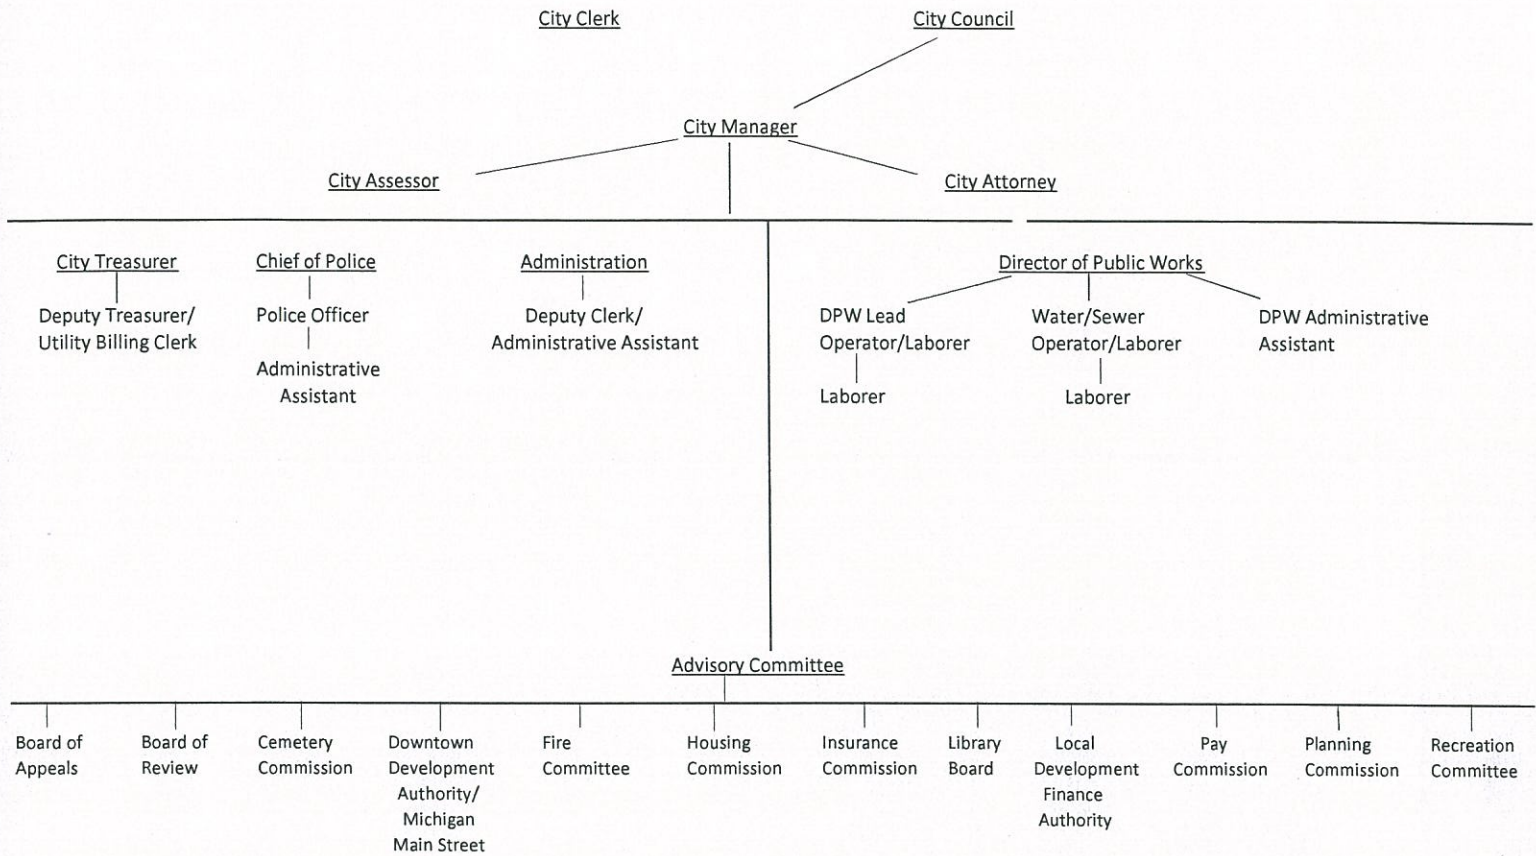 City Clerk
City Council
City Manager
City Assessor
City Attorney
City Treasurer
Chief of Police
Administration
Director of Public Works
Deputy Treasurer/
Utility Billing Clerk
Police Officer
Administrative
Assistant
Deputy Clerk/
Administrative Assistant
DPW Lead
Operator/Laborer
Laborer
Water/Sewer
Operator/Laborer
Laborer
DPW Administrative
Assistant
Advisory Committee
Board of
Appeals
Board of
Review
Cemetery
Commission
Downtown
Development
Authority/
Michigan
Main Street
Fire
Committee
Housing
Commission
Insurance
Commission
Library
Board
Local
Development
Finance
Authority
Pay
Commission
Planning
Commission
Recreation
Committee